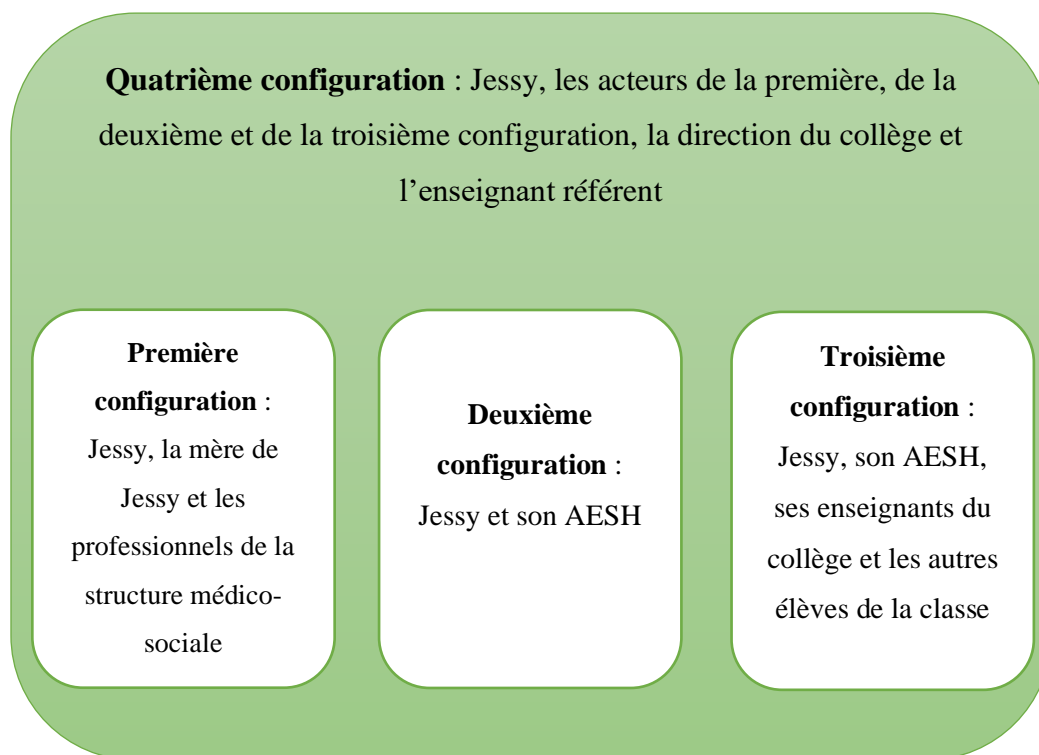 Quatrième configuration : Jessy, les acteurs de la première, de la
deuxième et de la troisième configuration, la direction du collège et
l’enseignant référent
Première
configuration :
Jessy, la mère de
Jessy et les
professionnels de la
structure médico-
sociale
Deuxième
configuration :
Jessy et son AESH
Troisième
configuration :
Jessy, son AESH,
ses enseignants du
collège et les autres
élèves de la classe